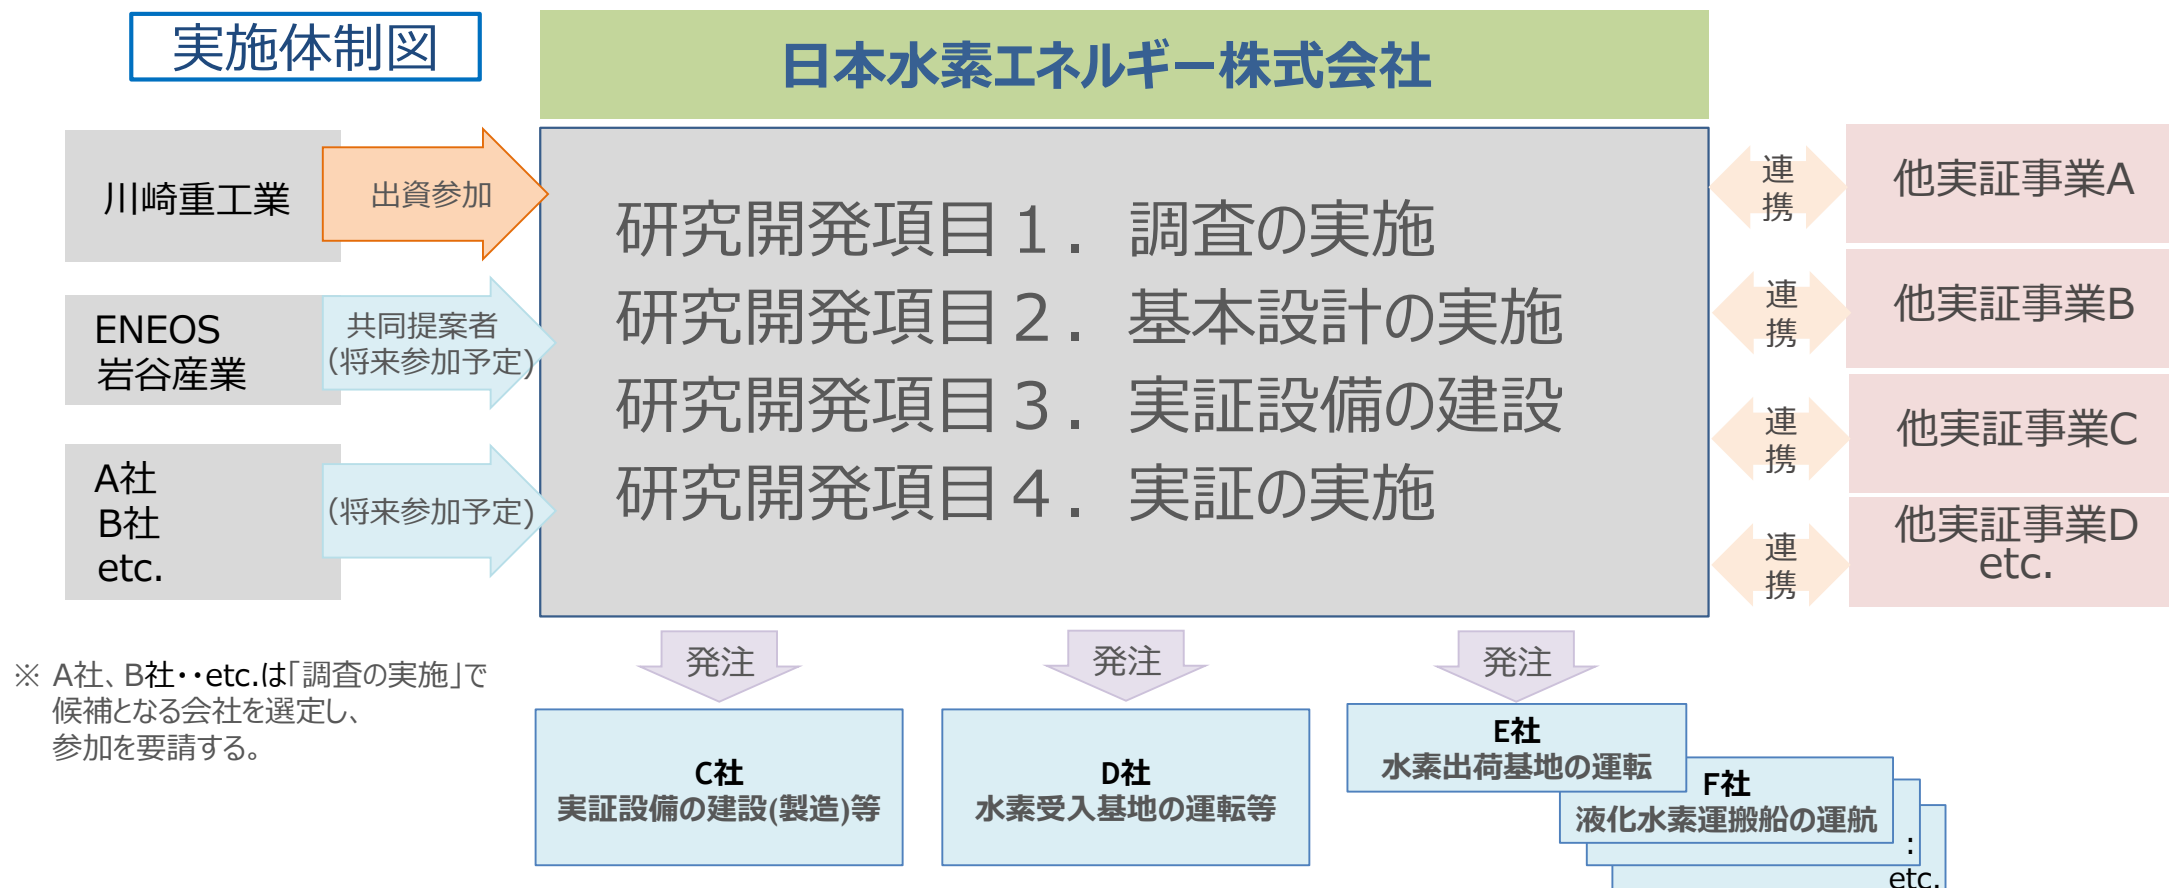 実施体制図
日本水素エネルギー株式会社
川崎重工業
出資参加
ENEOS
岩谷産業
共同提案者
(将来参加予定)
A社
B社
etc.
(将来参加予定)
研究開発項目１．調査の実施
研究開発項目２．基本設計の実施
研究開発項目３．実証設備の建設
研究開発項目４．実証の実施
連携
他実証事業A
連携
他実証事業B
連携
他実証事業C
連携
他実証事業D
etc.
※ A社、B社・・etc.は「調査の実施」で
候補となる会社を選定し、
参加を要請する。
発注
発注
発注
C社
実証設備の建設(製造)等
D社
水素受入基地の運転等
E社
水素出荷基地の運転
F社
液化水素運搬船の運航
:
etc.